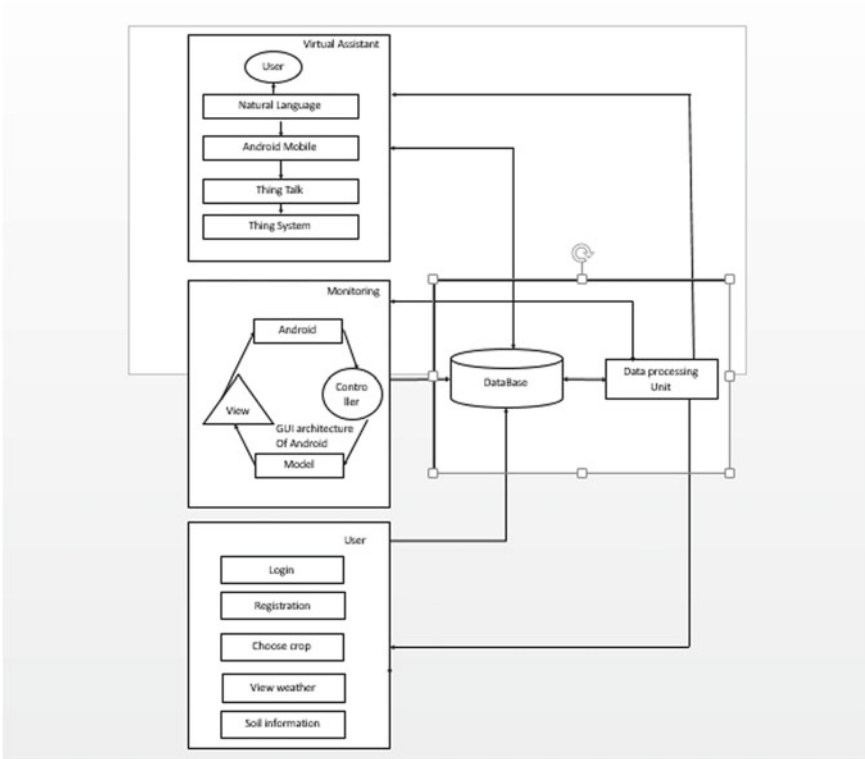 Virtual Assistant
User
Natural Language
Android Mobile
Thing Talk
Thing System
Monitoring
Android
Contro
ller
View
GUI architecture
Of Android
Model
DataBase
Data processing
Unit
User
Login
Registration
Choose crop
View weather
Soil information